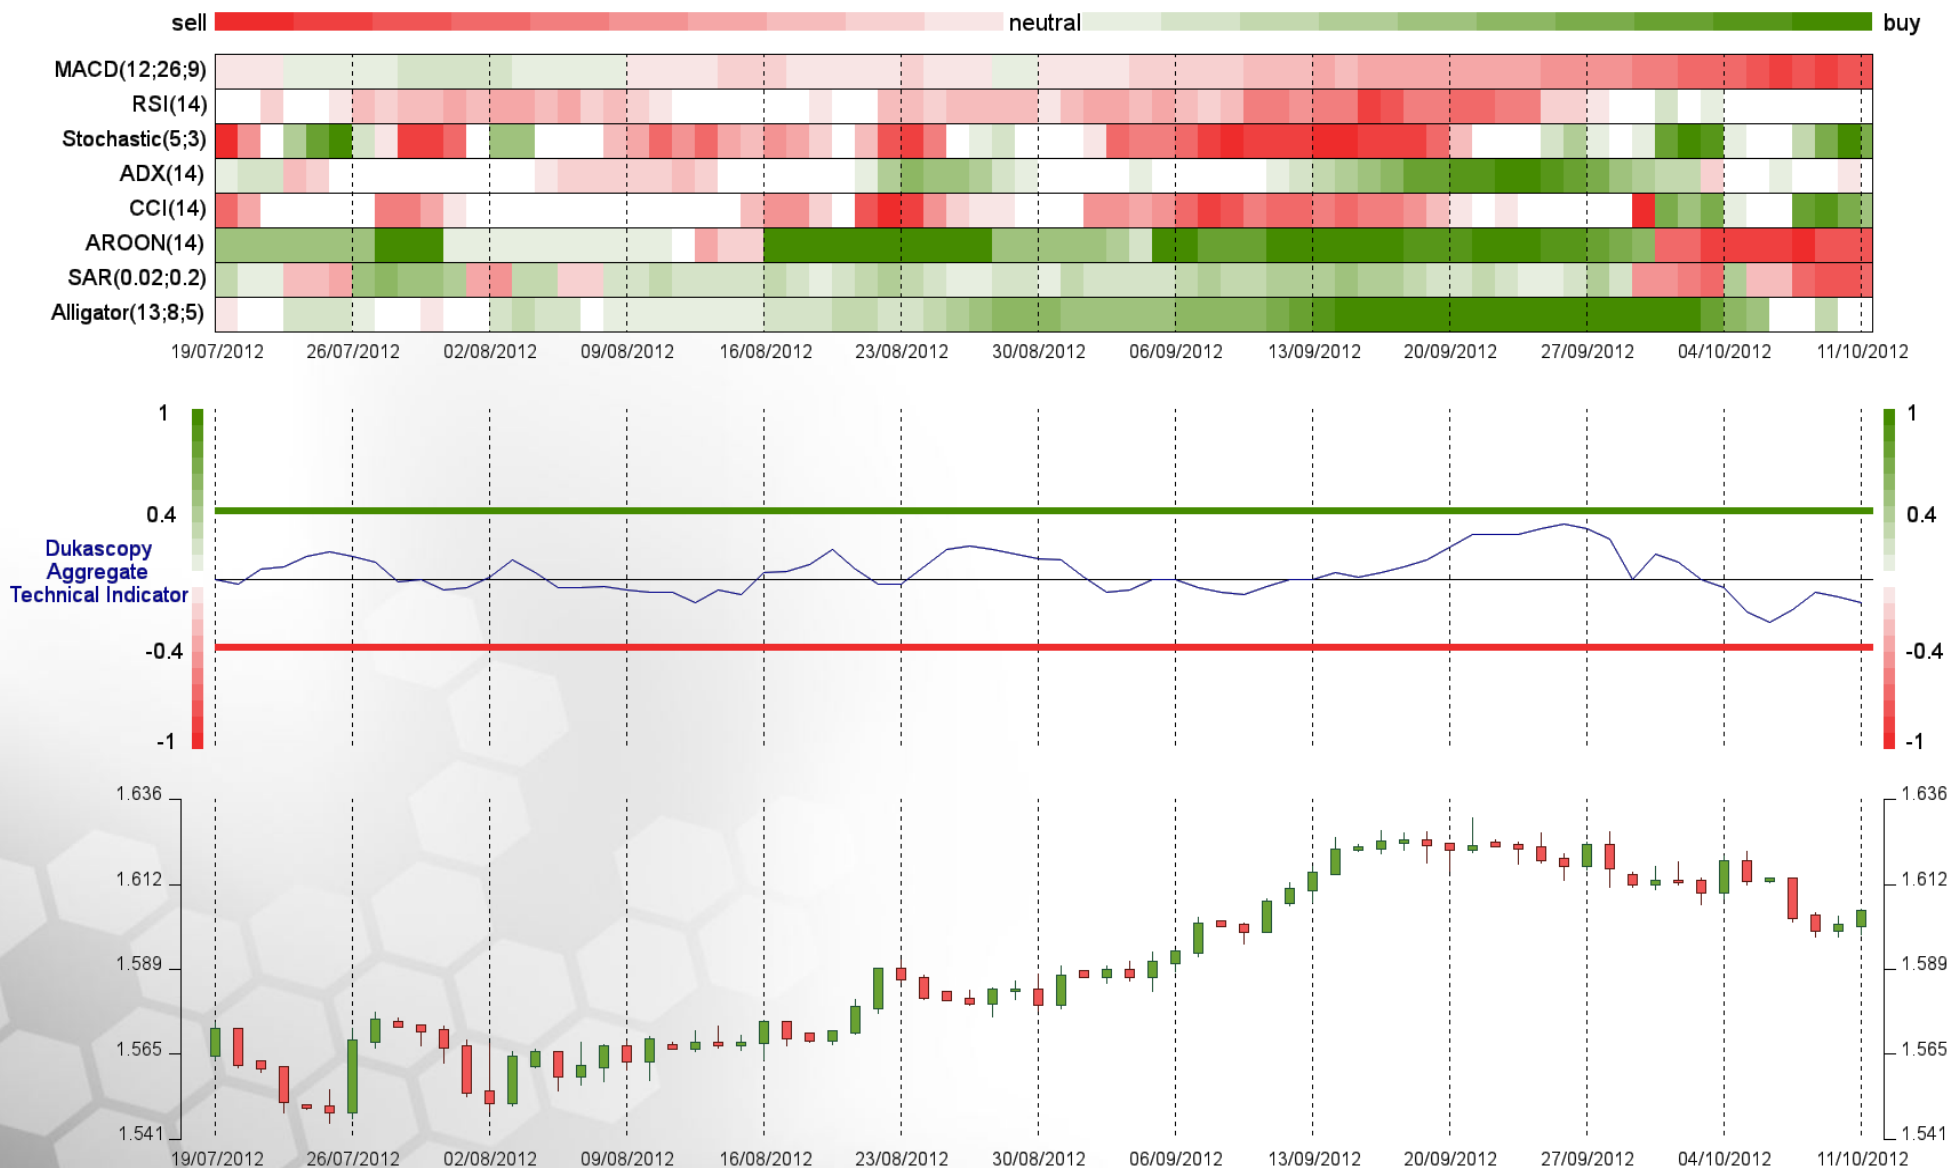 sell neutral buy
MACD(12;26;9)
RSI(14)
Stochastic(5;3)
ADX(14)
CCI(14)
AROON(14)
SAR(0.02;0.2)
Alligator(13;8;5)
19/07/2012 26/07/2012 02/08/2012 09/08/2012 16/08/2012 23/08/2012 30/08/2012 06/09/2012 13/09/2012 20/09/2012 27/09/2012 04/10/2012 11/10/2012
1 1
0.4 0.4
Dukascopy
Aggregate
Technical Indicator
-0.4 -0.4
-1 -1
1.636 1.636
1.612 1.612
1.589 1.589
1.565 1.565
1.541 1.541
19/07/2012 26/07/2012 02/08/2012 09/08/2012 16/08/2012 23/08/2012 30/08/2012 06/09/2012 13/09/2012 20/09/2012 27/09/2012 04/10/2012 11/10/2012